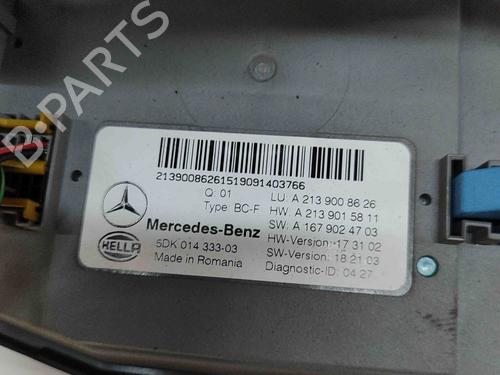 B-PARTS
21390086261519091403766
Q: 01
LU: A 213 900 86 26
Type: BC-F
HW: A 213 901 58 11
SW: A 167 902 47 03
Mercedes-Benz
HW-Version: 17 31 02
HELLA
5DK 014 333-03
SW-Version: 18 21 03
Made in Romania
Diagnostic-ID: 04 27